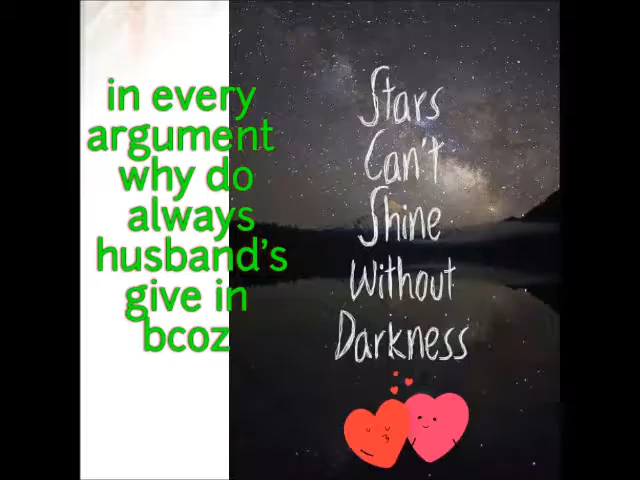 in every
argument
why do
always
husband's
give in
bcoz
Stars
Can't
Shine
Without
Darkness